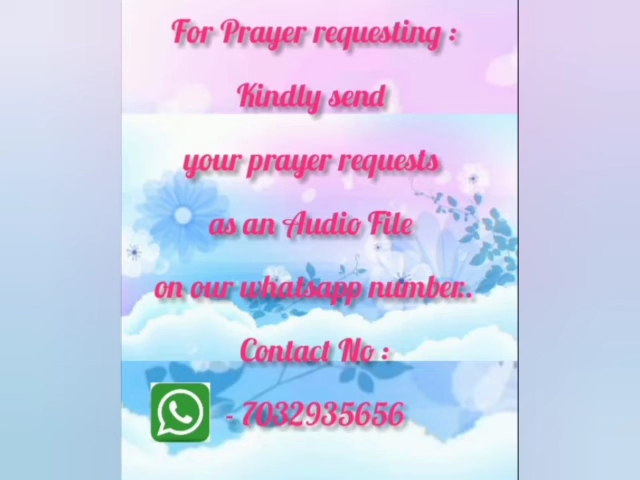 For Prayer requesting :
Kindly send
your prayer requests
as an Audio File
on our whatsapp number..
Contact No :
- 7032935656